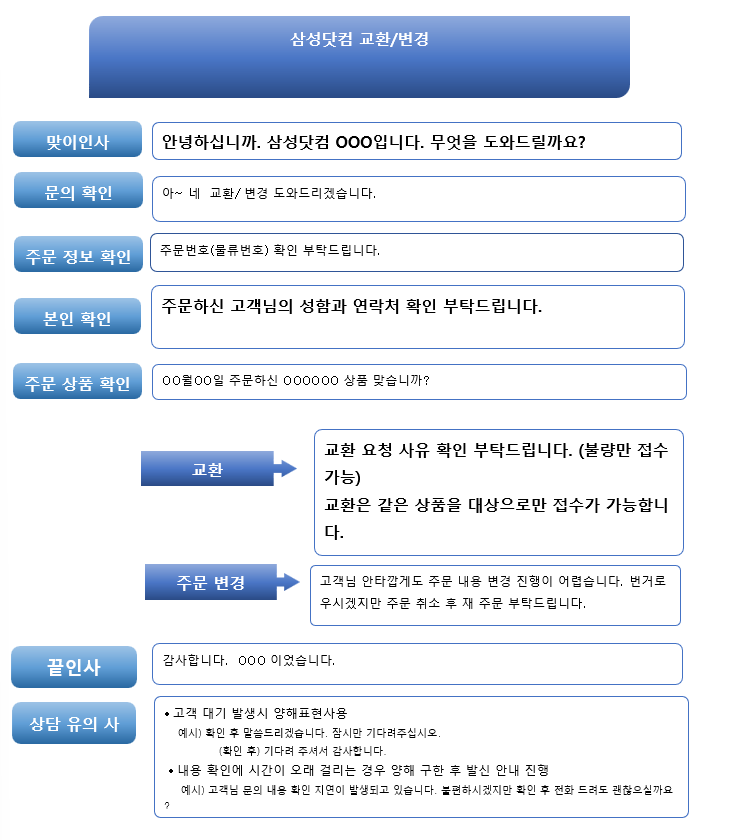 삼성닷컴 교환/변경
맞이인사
안녕하십니까. 삼성닷컴 OOO입니다. 무엇을 도와드릴까요?
문의 확인
아~ 네 교환/ 변경 도와드리겠습니다.
주문 정보 확인
주문번호(물류번호) 확인 부탁드립니다.
본인 확인
주문하신 고객님의 성함과 연락처 확인 부탁드립니다.
주문 상품 확인
OO월OO일 주문하신 OOOOOO 상품 맞습니까?
교환
교환 요청 사유 확인 부탁드립니다. (불량만 접수
가능)
교환은 같은 상품을 대상으로만 접수가 가능합니
다.
주문 변경
고객님 안타깝게도 주문 내용 변경 진행이 어렵습니다. 번거로
우시겠지만 주문 취소 후 재 주문 부탁드립니다.
끝인사
감사합니다. OOO 이었습니다.
상담 유의 사
• 고객 대기 발생시 양해표현사용
예시) 확인 후 말씀드리겠습니다. 잠시만 기다려주십시오.
(확인 후) 기다려 주셔서 감사합니다.
• 내용 확인에 시간이 오래 걸리는 경우 양해 구한 후 발신 안내 진행
예시) 고객님 문의 내용 확인 지연이 발생되고 있습니다. 불편하시겠지만 확인 후 전화 드려도 괜찮으실까요
?